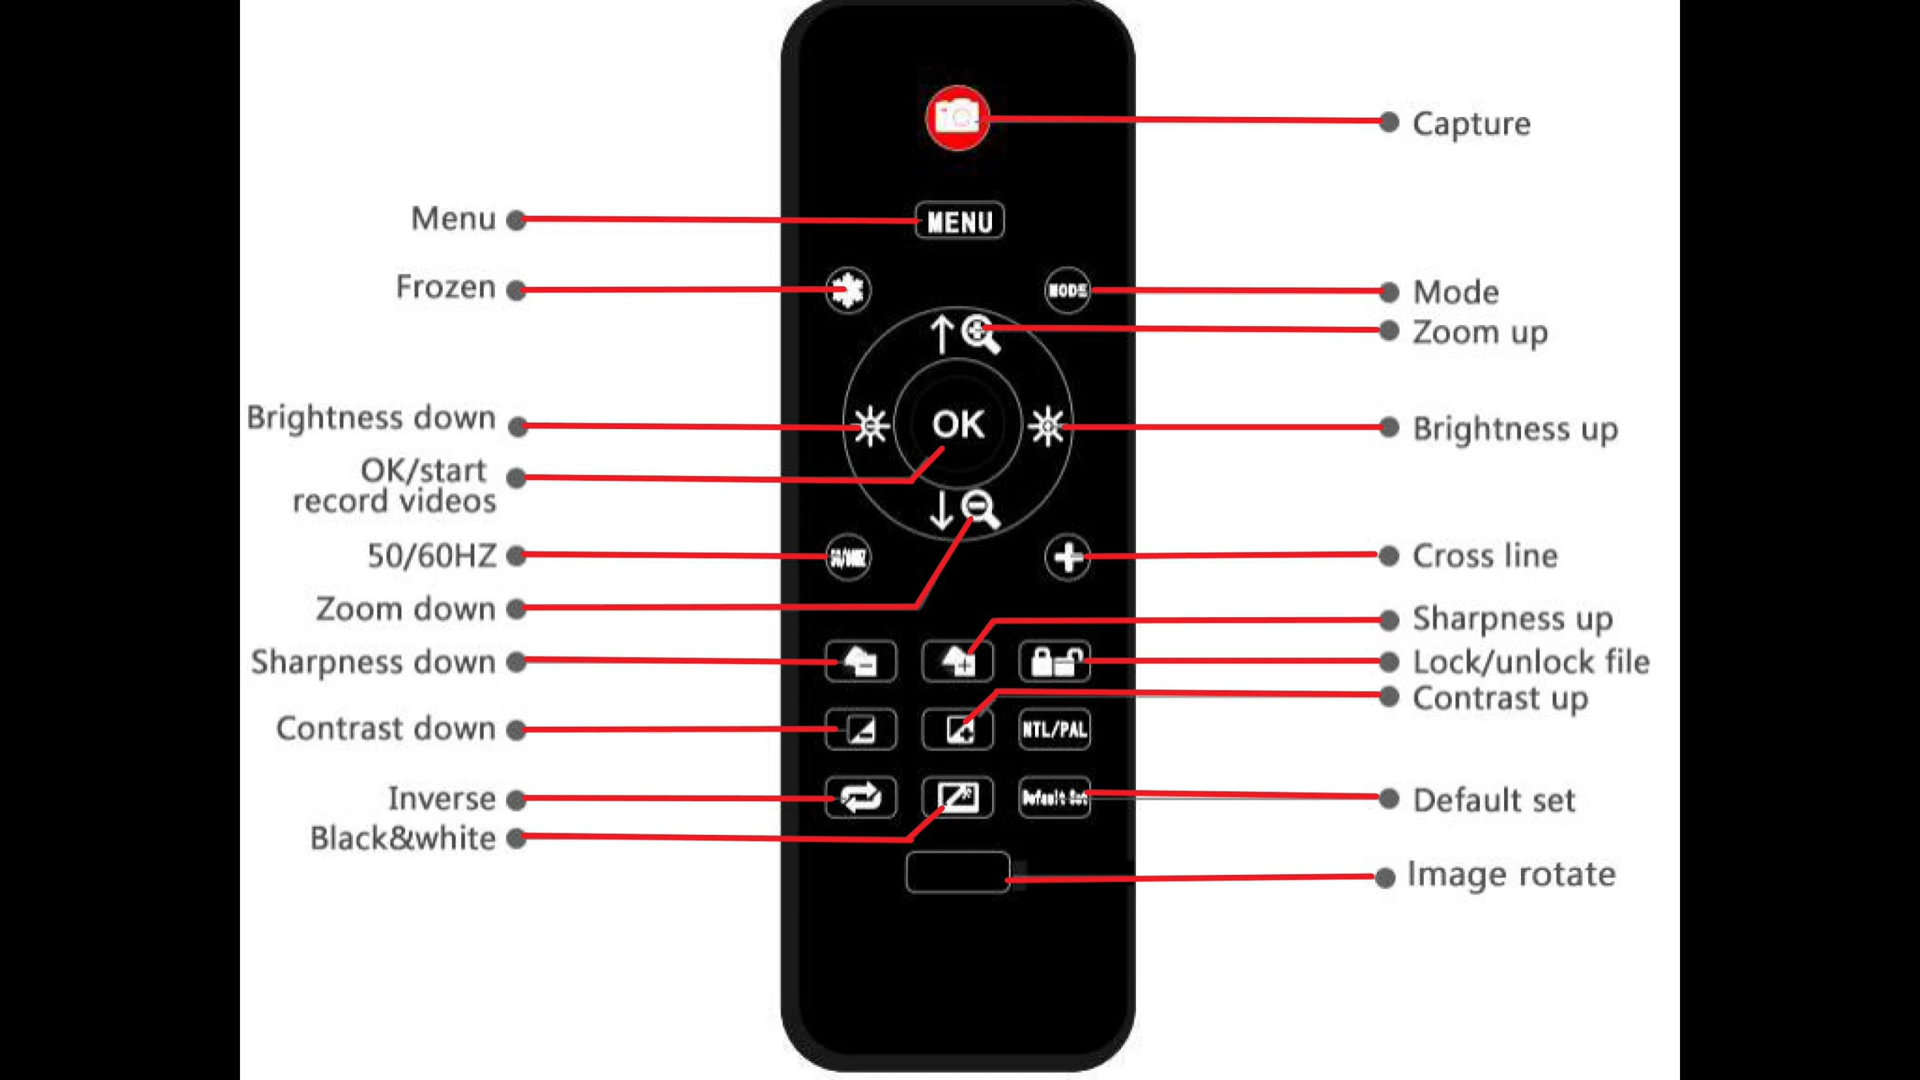 Capture
Menu
MENU
Frozen
MODE
Mode
Zoom up
Brightness down
OK
Brightness up
OK/start
record videos
50/60HZ
Cross line
Zoom down
Sharpness up
Sharpness down
Lock/unlock file
Contrast up
Contrast down
NTL/PAL
Inverse
Default Set
Default set
Black&white
Image rotate